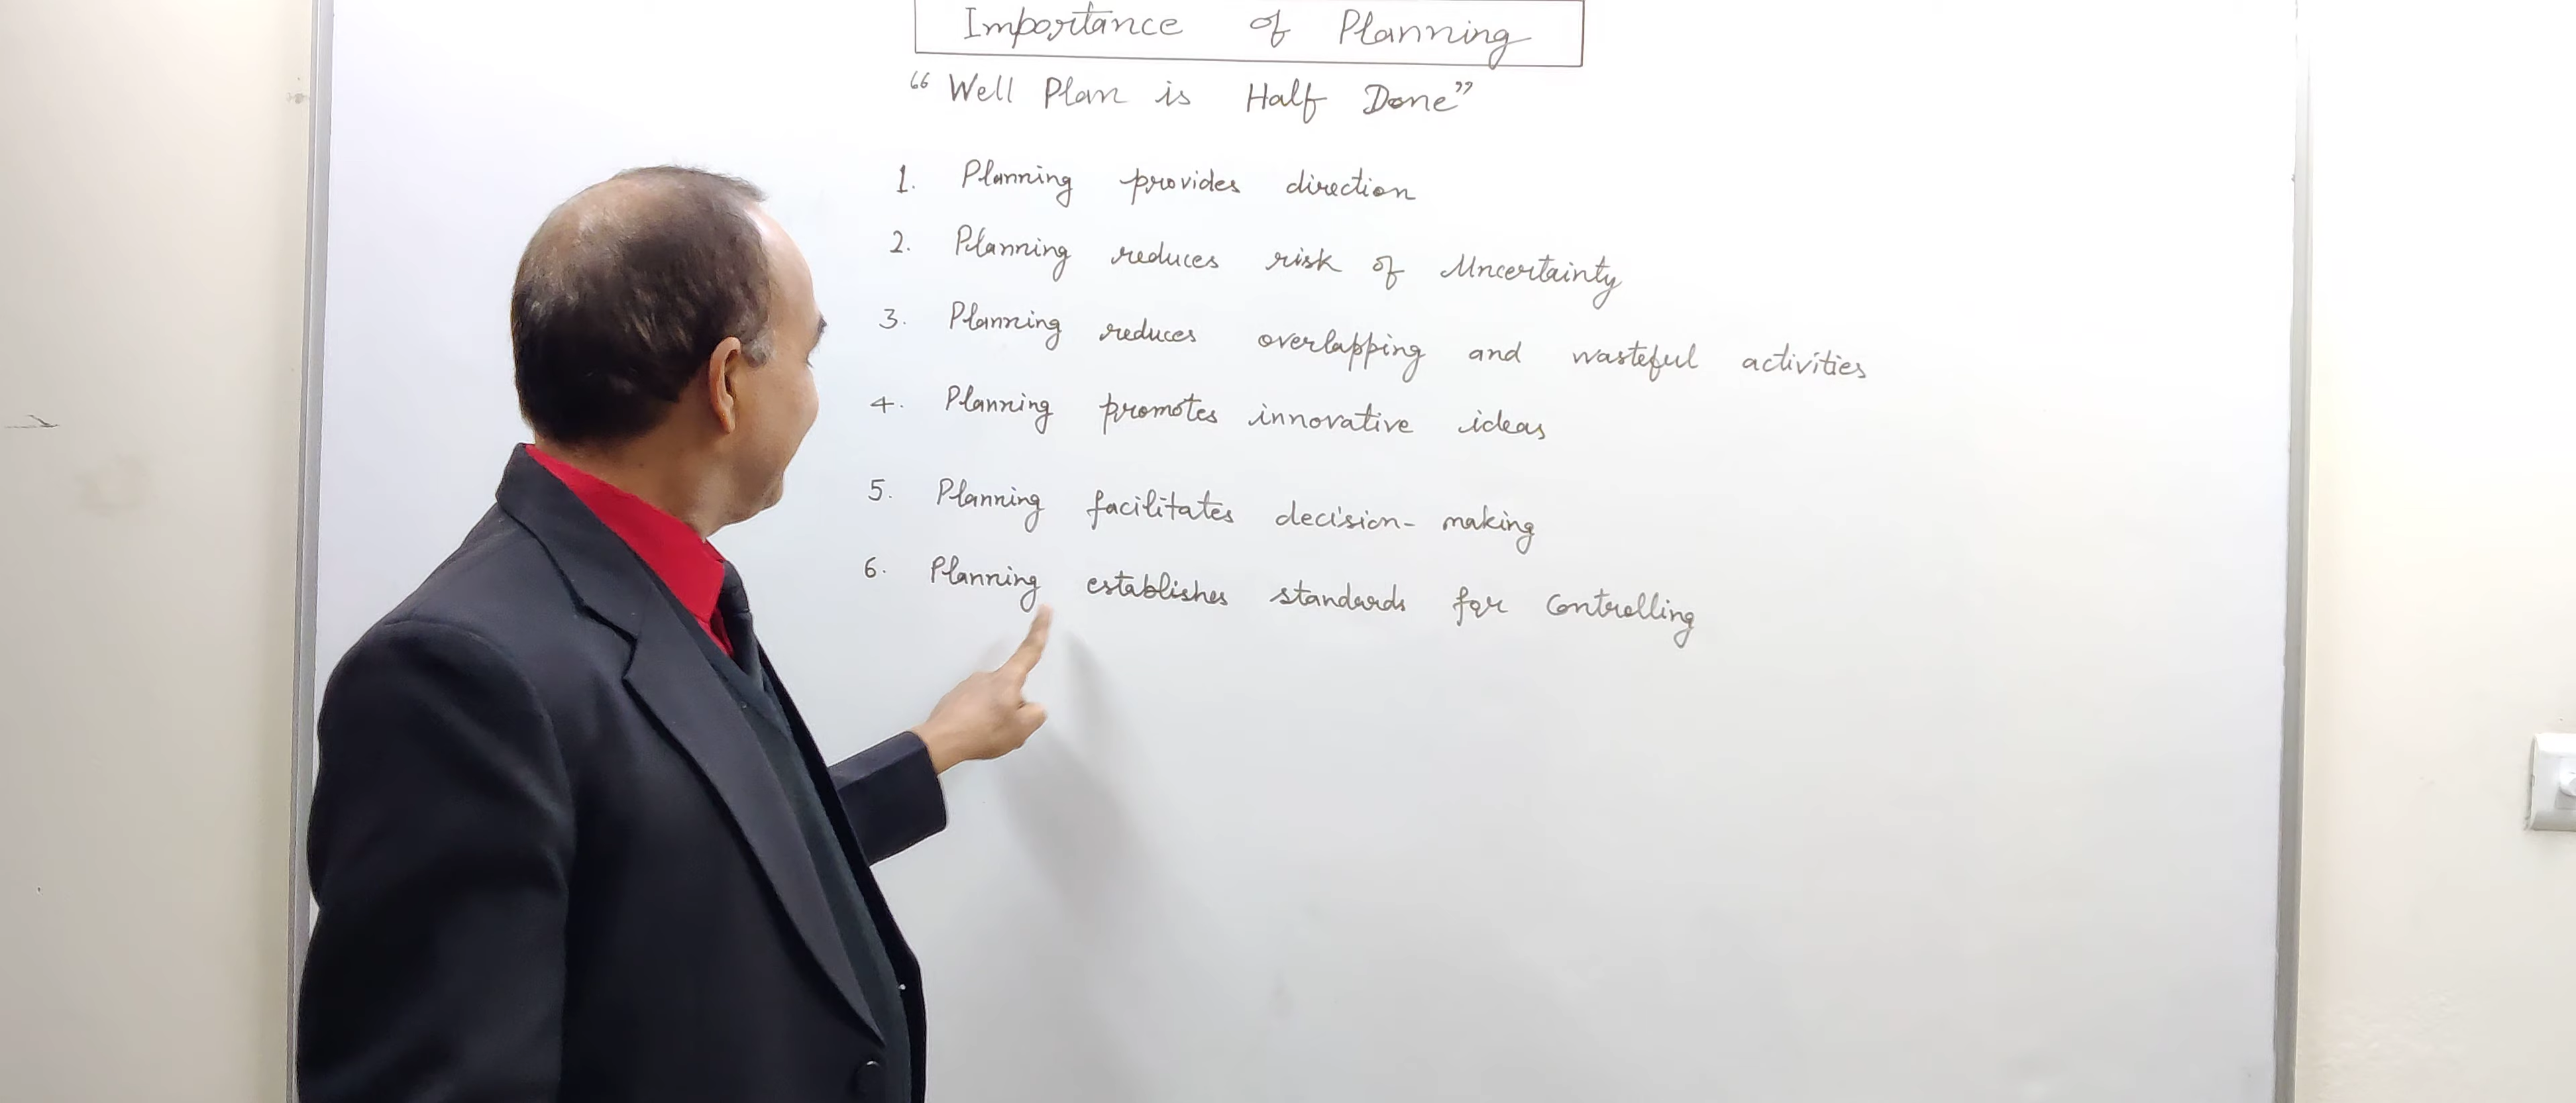 Importance of Planning
“Well Plan is Half Done”
1. Planning provides direction
2. Planning reduces risk of Uncertainty
3. Planning reduces overlapping and wasteful activities
4. Planning promotes innovative ideas
5. Planning facilitates decision-making
6. Planning establishes standards for Controlling